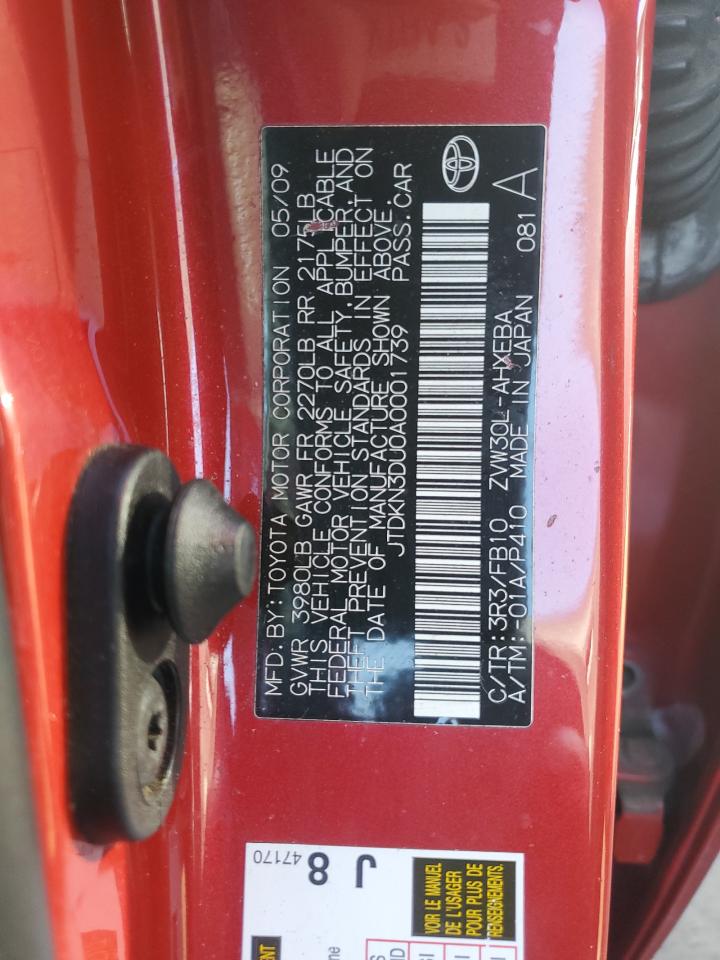 MFD. BY: TOYOTA MOTOR CORPORATION 05/09
GVWR 3980LB GAWR FR 2270LB RR 2175LB
THIS VEHICLE CONFORMS TO ALL APPLICABLE
FEDERAL MOTOR VEHICLE SAFETY, BUMPER, AND
THEFT PREVENTION STANDARDS IN EFFECT ON
THE DATE OF MANUFACTURE SHOWN ABOVE.
JTDKN3DU0A0001739 PASS. CAR
C/TR: 3R3/FB10 ZVW30L-AHXEBA 081
A/TM: -01A/P410 MADE IN JAPAN A
J 8
47170
VOIR LE MANUEL
DE L'USAGER
POUR PLUS DE
RENSEIGNEMENTS.